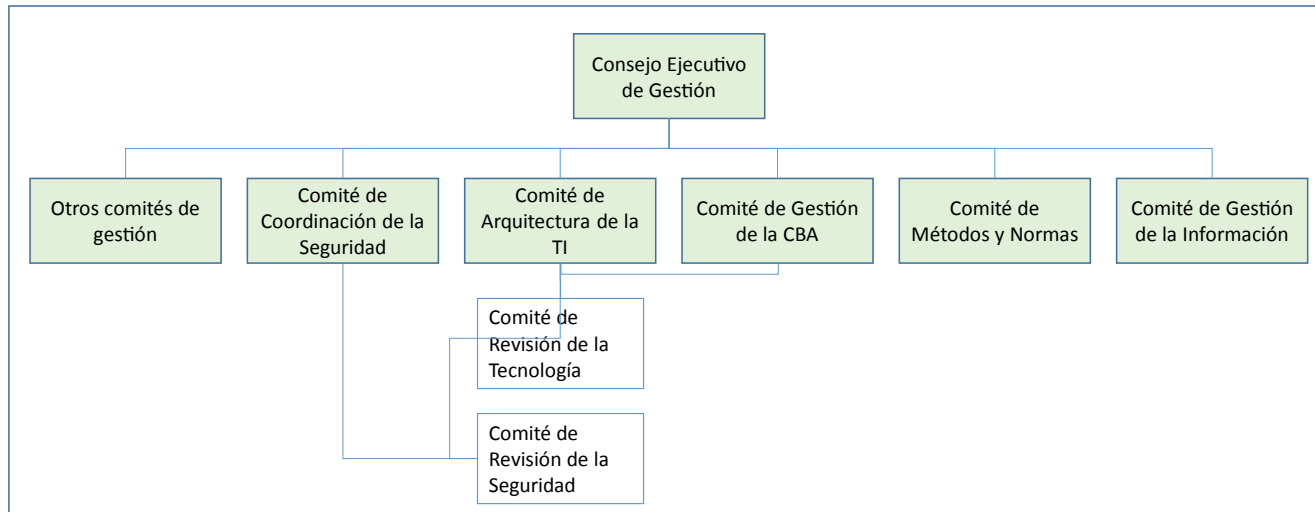 Consejo Ejecutivo
de Gestión
Otros comités de
gestión
Comité de
Coordinación de la
Seguridad
Comité de
Arquitectura de la
TI
Comité de Gestión
de la CBA
Comité de
Métodos y Normas
Comité de Gestión
de la Información
Comité de
Revisión de la
Tecnología
Comité de
Revisión de la
Seguridad